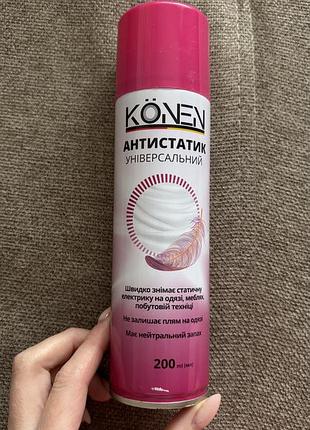 KÖNEN
АНТИСТАТИК
УНІВЕРСАЛЬНИЙ
Швидко знімає статичну
електрику на одязі, меблях,
побутовій техніці
Не залишає плям на одязі
Має нейтральний запах
200 ml (мл)